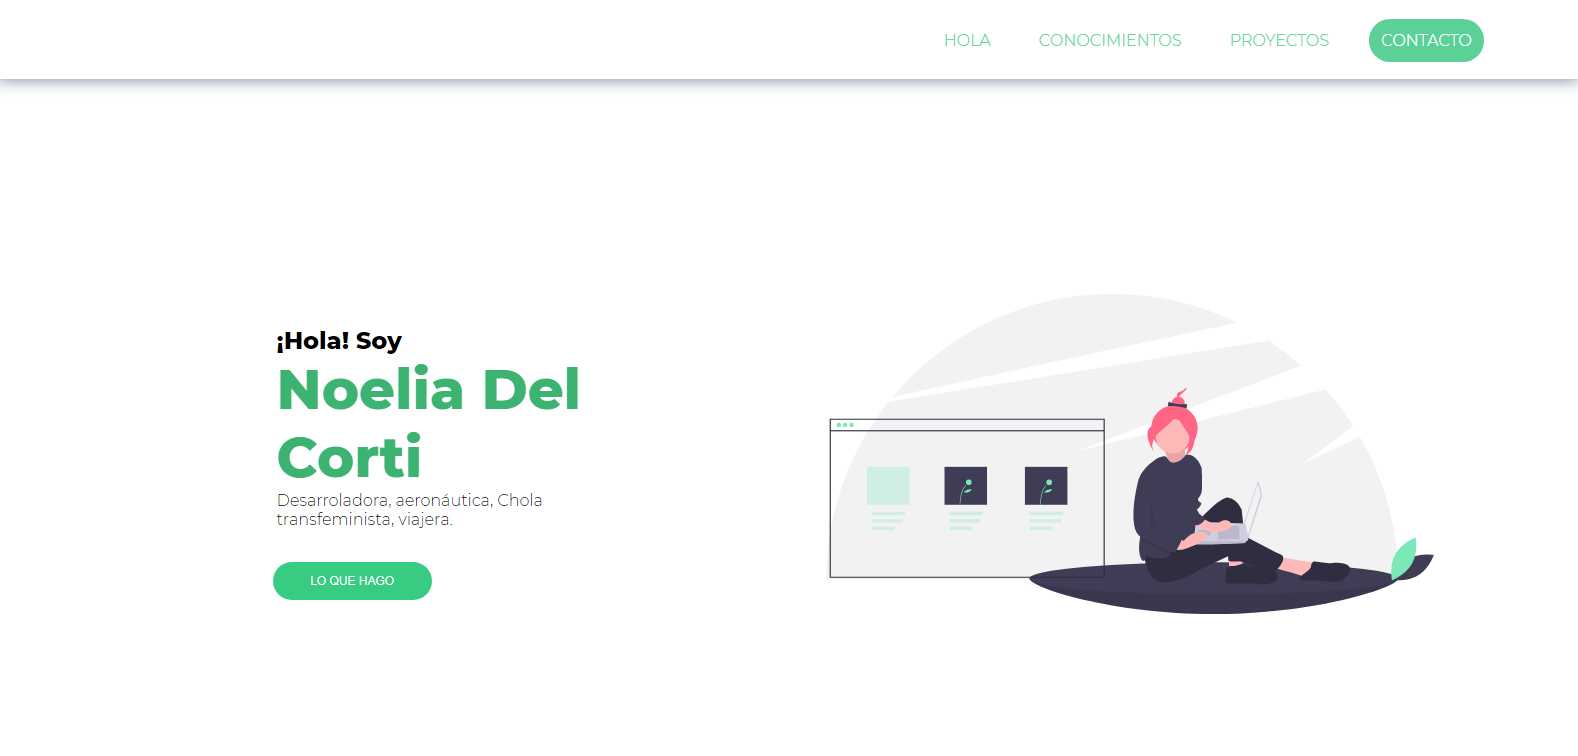 HOLA CONOCIMIENTOS PROYECTOS CONTACTO
¡Hola! Soy
Noelia Del
Corti
Desarroladora, aeronáutica, Chola
transfeminista, viajera.
LO QUE HAGO